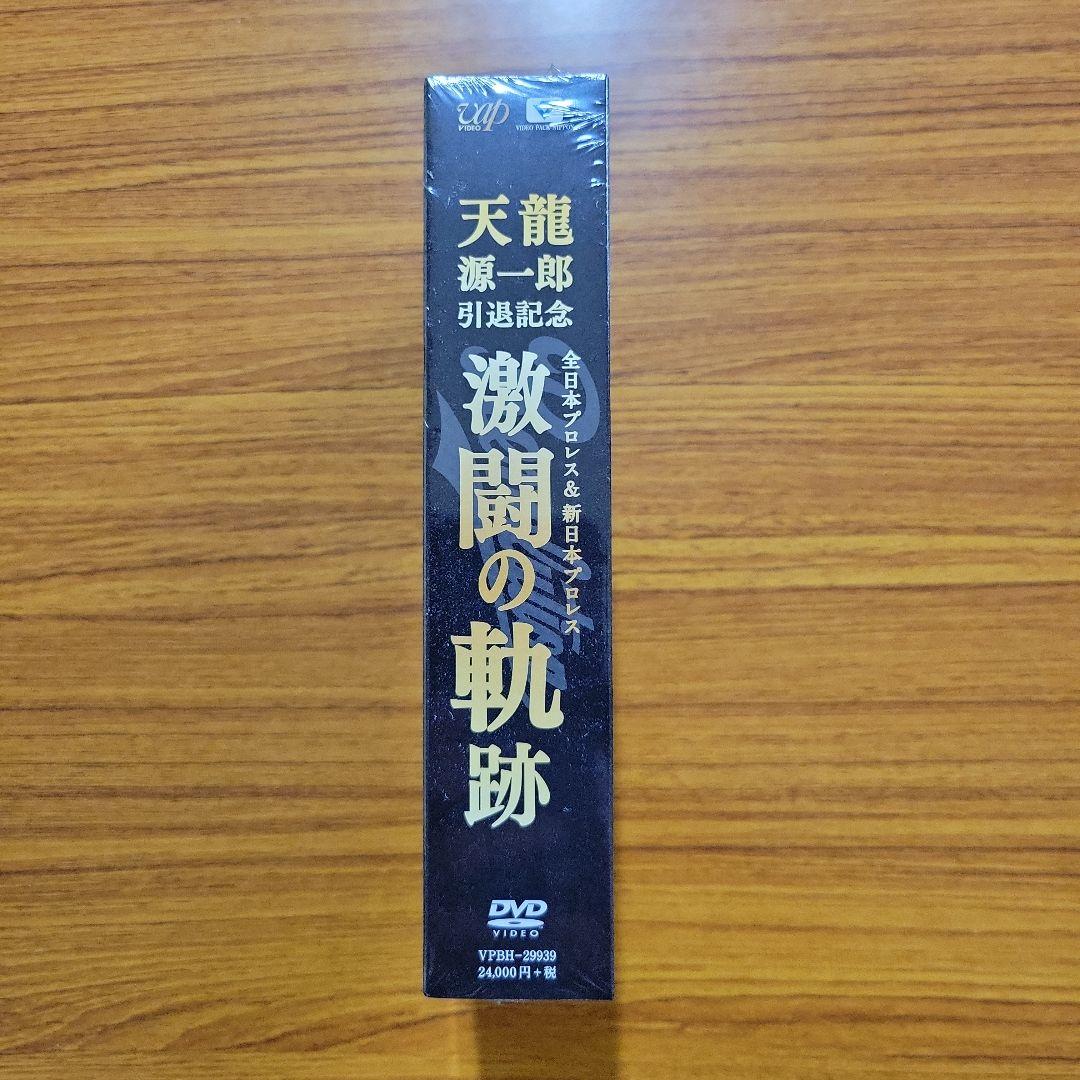 vap
VIDEO
VIDEO PACK NIPPON
天龍
源一郎
引退記念
全日本プロレス&新日本プロレス
激闘の軌跡
DVD
VIDEO
VPBH-29939
24,000円+税